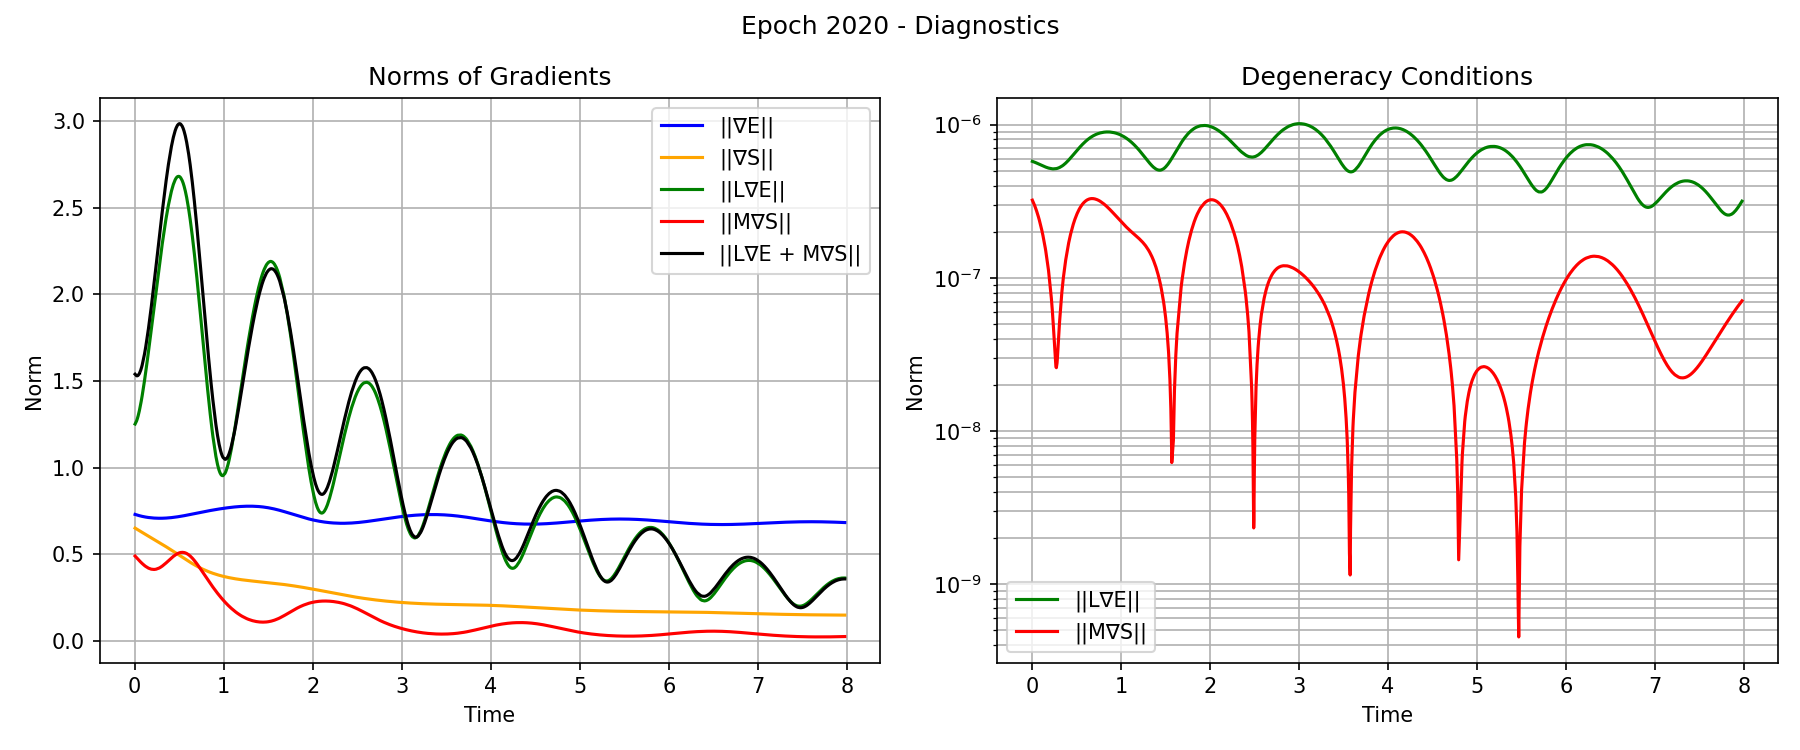 Epoch 2020 - Diagnostics
Norms of Gradients
Norm
3.0
2.5
2.0
1.5
1.0
0.5
0.0
||∇E||
||∇S||
||L∇E||
||M∇S||
||L∇E + M∇S||
0 1 2 3 4 5 6 7 8
Time
Degeneracy Conditions
Norm
10⁻⁶
10⁻⁷
10⁻⁸
10⁻⁹
||L∇E||
||M∇S||
0 1 2 3 4 5 6 7 8
Time